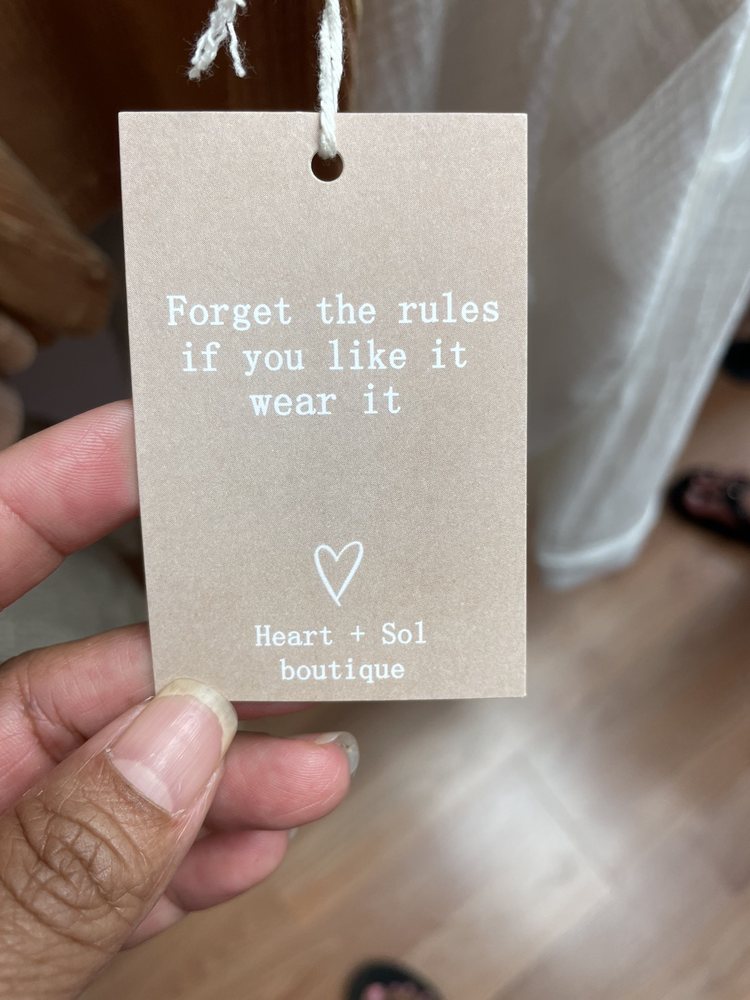 Forget the rules
if you like it
wear it
Heart + Sol
boutique